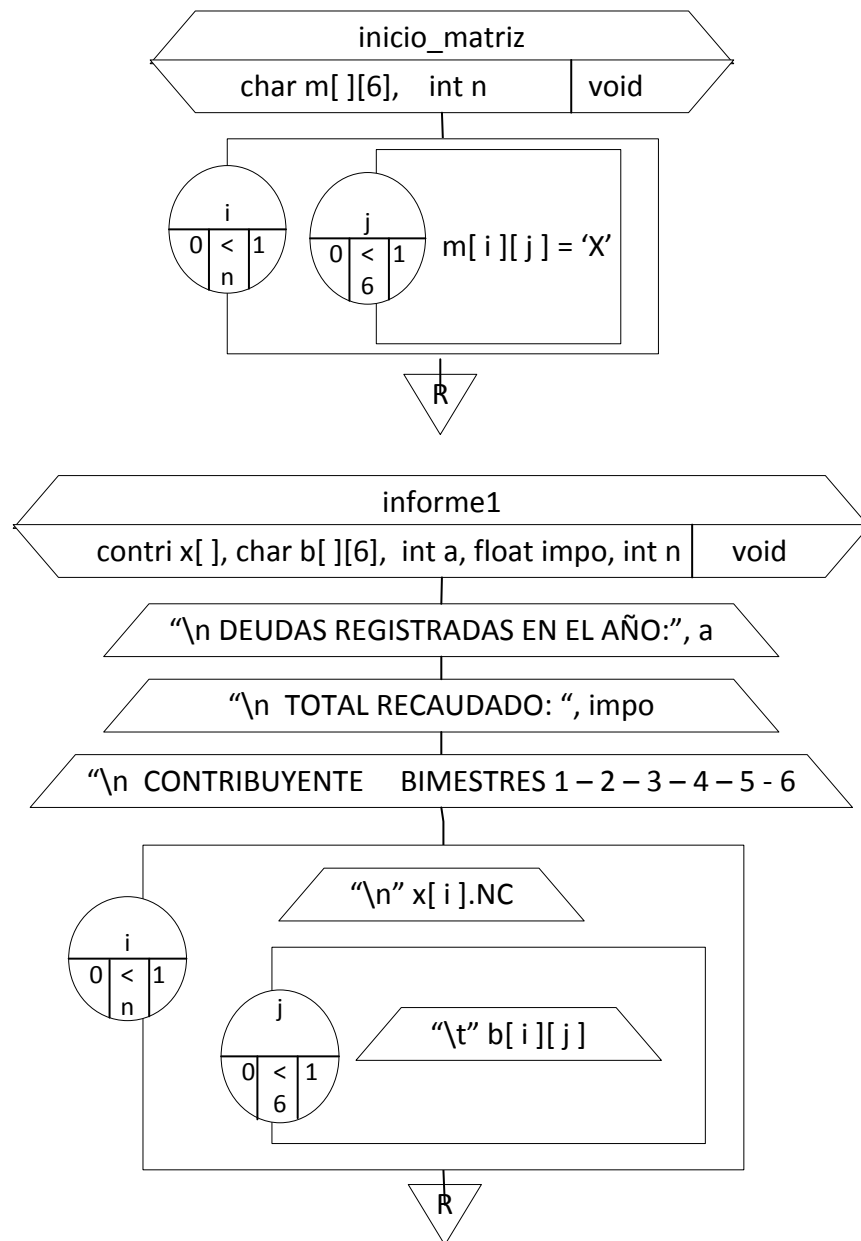 inicio_matriz
char m[ ][6], int n void
i
0 < 1
n
j
0 < 1
6
m[ i ][ j ] = ‘X’
R
informe1
contri x[ ], char b[ ][6], int a, float impo, int n void
“\n DEUDAS REGISTRADAS EN EL AÑO:”, a
“\n TOTAL RECAUDADO: “, impo
“\n CONTRIBUYENTE BIMESTRES 1 – 2 – 3 – 4 – 5 - 6
“\n” x[ i ].NC
i
0 < 1
n
j
0 < 1
6
“\t” b[ i ][ j ]
R